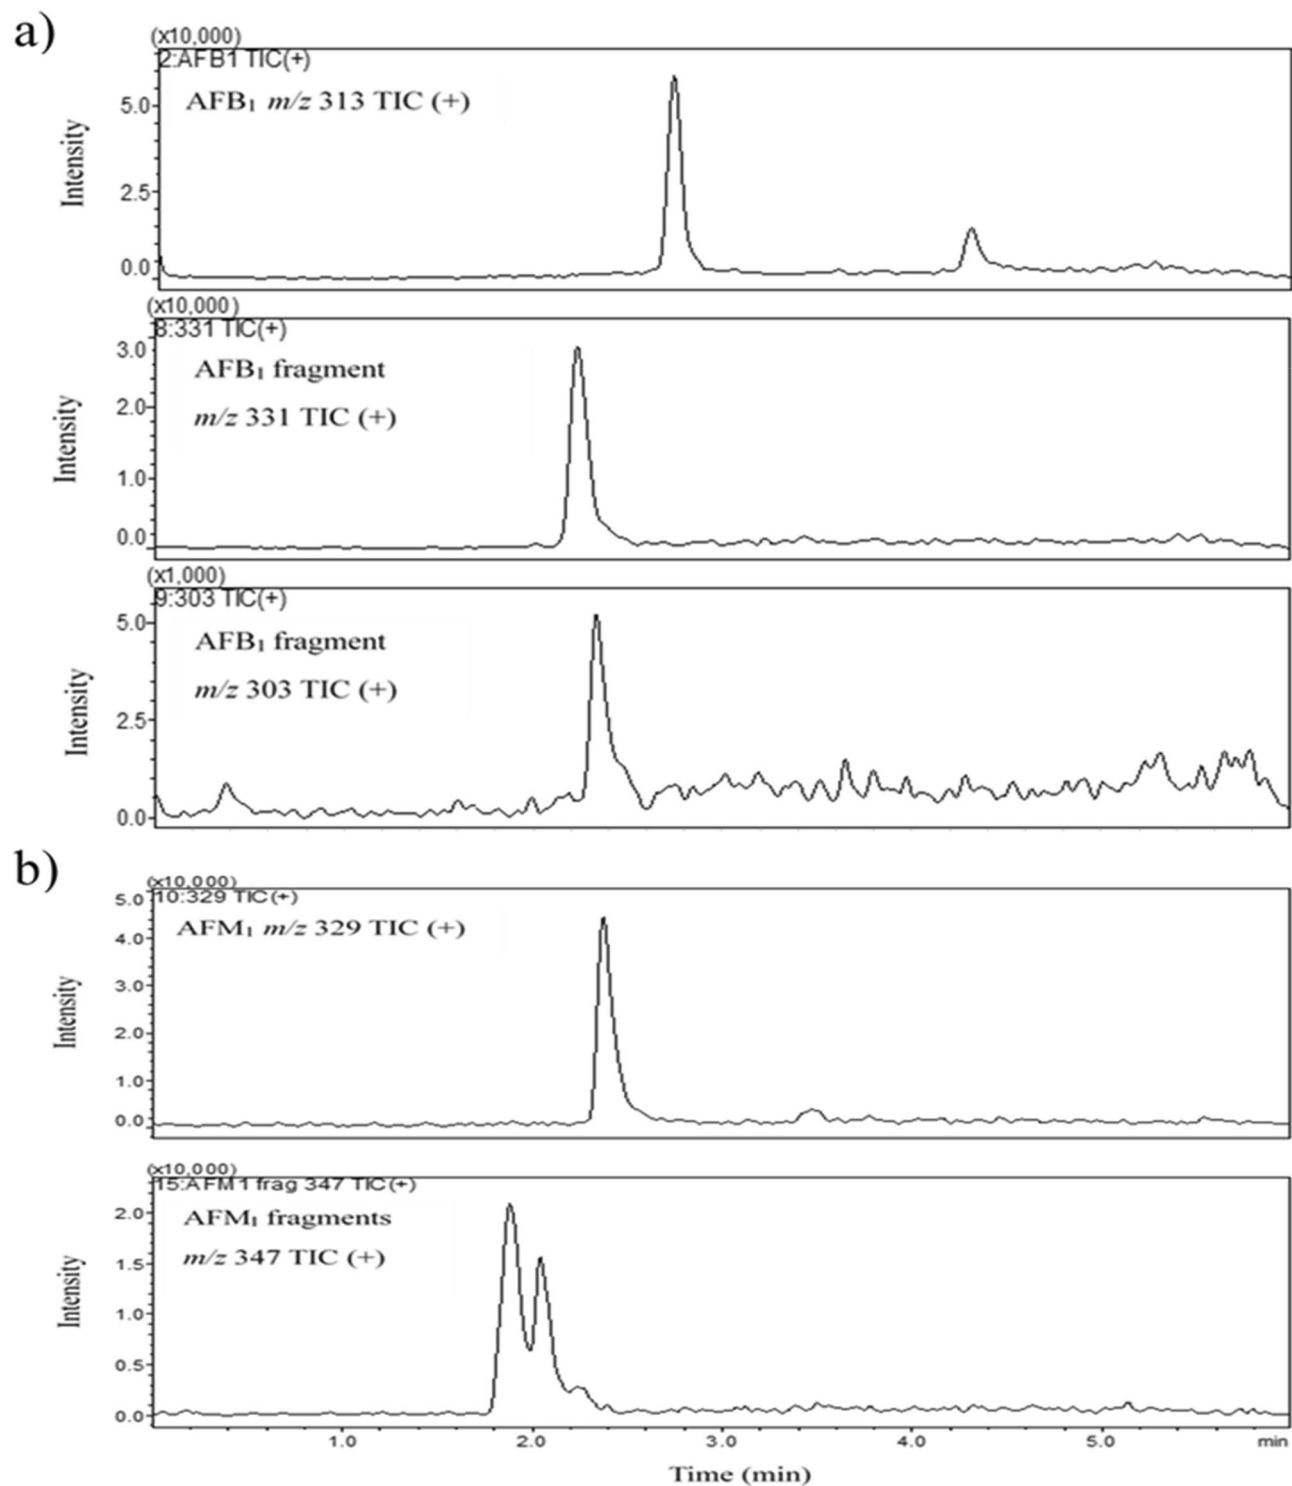 a)
(x10,000)
2:AFB1 TIC(+)
AFB₁ m/z 313 TIC (+)
Intensity
5.0
2.5
0.0
(x10,000)
8:331 TIC(+)
AFB₁ fragment
m/z 331 TIC (+)
Intensity
3.0
2.0
1.0
0.0
(x1,000)
9:303 TIC(+)
AFB₁ fragment
m/z 303 TIC (+)
Intensity
5.0
2.5
0.0
b)
(x10,000)
10:329 TIC(+)
AFM₁ m/z 329 TIC (+)
Intensity
5.0
4.0
3.0
2.0
1.0
0.0
(x10,000)
15:AFM1 frag 347 TIC(+)
AFM₁ fragments
m/z 347 TIC (+)
Intensity
2.0
1.5
1.0
0.5
0.0
1.0 2.0 3.0 4.0 5.0 min
Time (min)